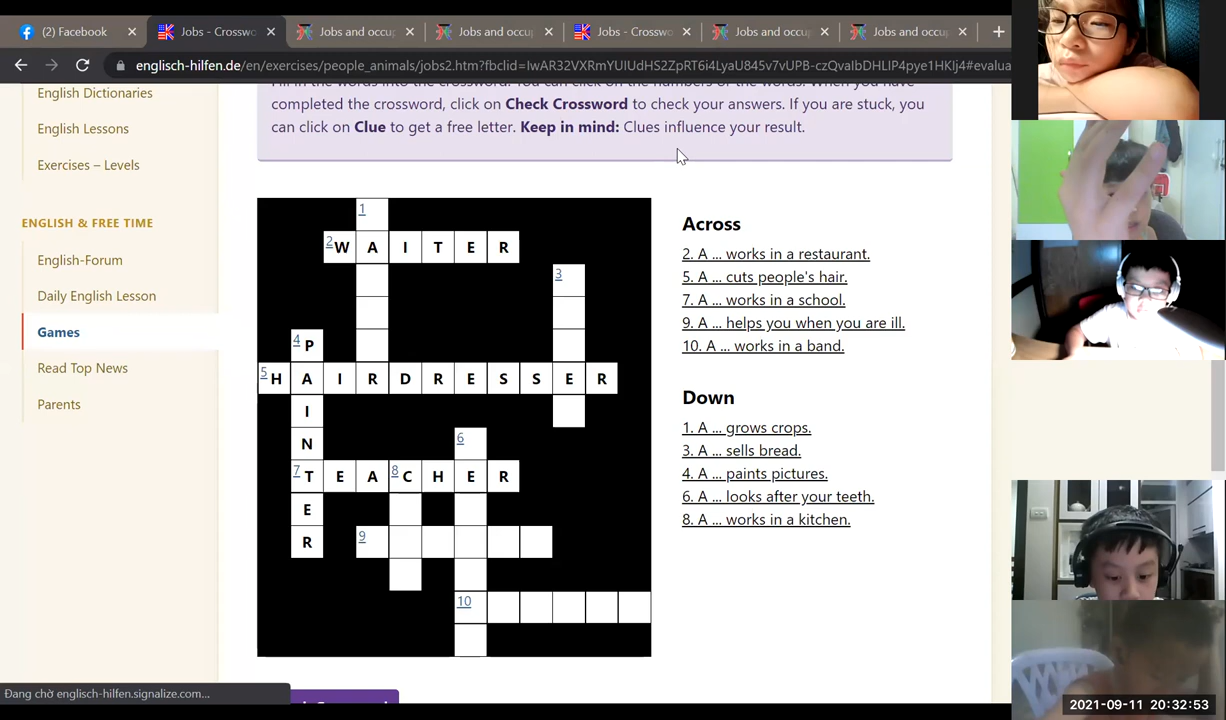 (2) Facebook
Jobs - Crosswo
Jobs and occu
Jobs and occu
Jobs - Crosswo
Jobs and occu
Jobs and occu
englisch-hilfen.de/en/exercises/people_animals/jobs2.htm?fbclid=IwAR32VXRmYUIUdHS2ZpRT6i4LyaU845v7vUPB-czQvaIbDHLIP4pye1HKIj4#evalua
English Dictionaries
English Lessons
Exercises – Levels
ENGLISH & FREE TIME
English-Forum
Daily English Lesson
Games
Read Top News
Parents
completed the crossword, click on Check Crossword to check your answers. If you are stuck, you
can click on Clue to get a free letter. Keep in mind: Clues influence your result.
1
2 W A I T E R
3
4 P
5 H A I R D R E S S E R
I
N
6
7 T E A 8 C H E R
E
R
9
10
Across
2. A ... works in a restaurant.
5. A ... cuts people's hair.
7. A ... works in a school.
9. A ... helps you when you are ill.
10. A ... works in a band.
Down
1. A ... grows crops.
3. A ... sells bread.
4. A ... paints pictures.
6. A ... looks after your teeth.
8. A ... works in a kitchen.
Đang chờ englisch-hilfen.signalize.com...
2021-09-11 20:32:53